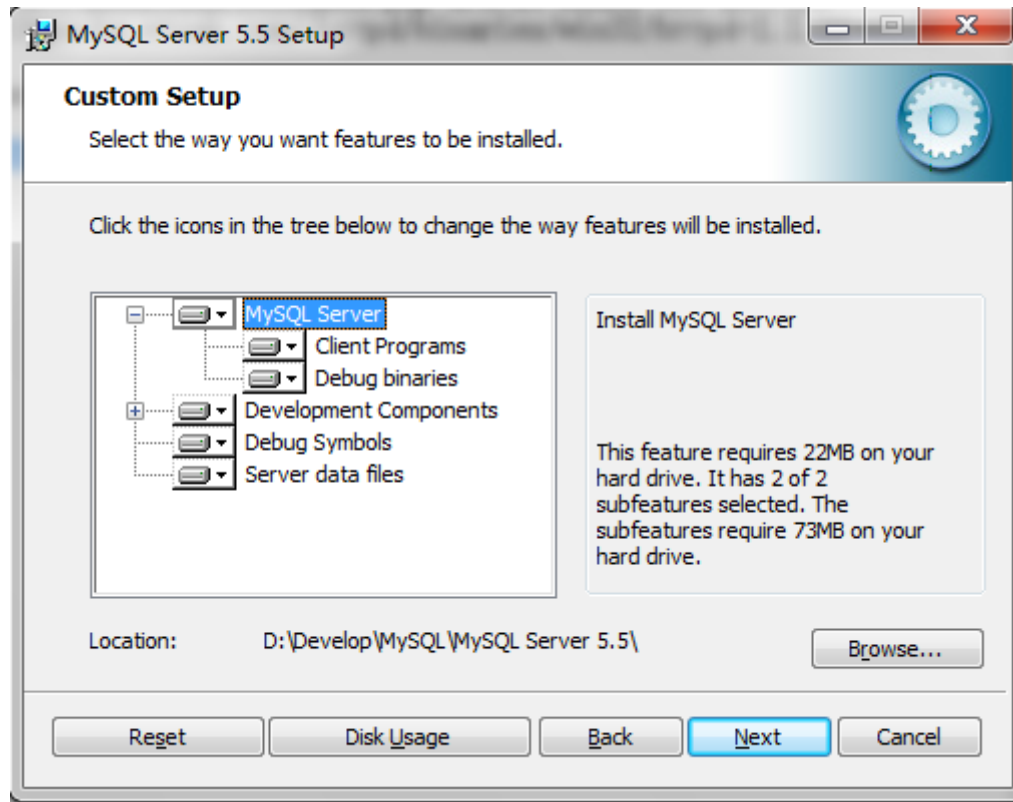 MySQL Server 5.5 Setup
Custom Setup
Select the way you want features to be installed.
Click the icons in the tree below to change the way features will be installed.
MySQL Server
Client Programs
Debug binaries
Development Components
Debug Symbols
Server data files
Install MySQL Server
This feature requires 22MB on your
hard drive. It has 2 of 2
subfeatures selected. The
subfeatures require 73MB on your
hard drive.
Location: D:\Develop\MySQL\MySQL Server 5.5\
Browse...
Reset Disk Usage Back Next Cancel